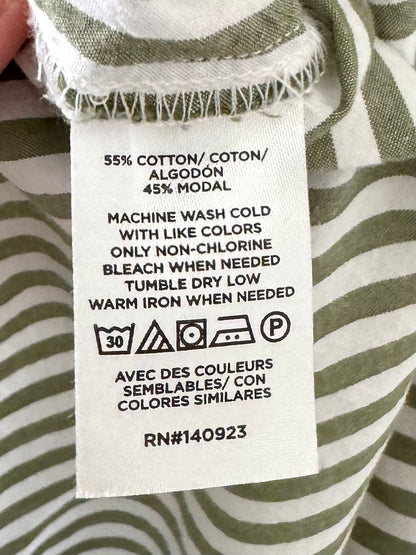 55% COTTON/ COTON/
ALGODÓN
45% MODAL
MACHINE WASH COLD
WITH LIKE COLORS
ONLY NON-CHLORINE
BLEACH WHEN NEEDED
TUMBLE DRY LOW
WARM IRON WHEN NEEDED
30 P
AVEC DES COULEURS
SEMBLABLES/ CON
COLORES SIMILARES
RN#140923